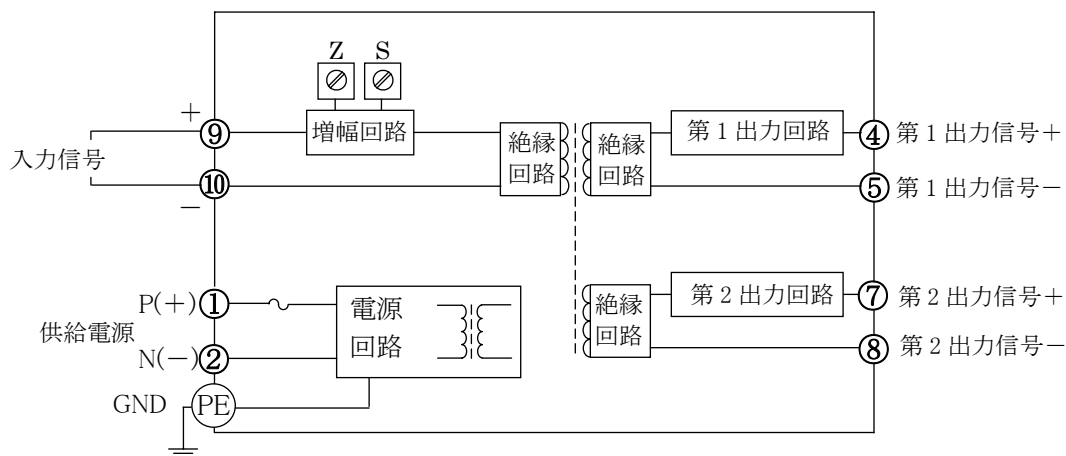 Z S
+
⑨ 増幅回路 絶縁
回路 絶縁
回路 第1出力回路 ④ 第1出力信号+
入力信号
⑩ ⑤ 第1出力信号−
−
P(+) ① 電源
回路 絶縁
回路 第2出力回路 ⑦ 第2出力信号+
供給電源
N(−) ② ⑧ 第2出力信号−
GND PE